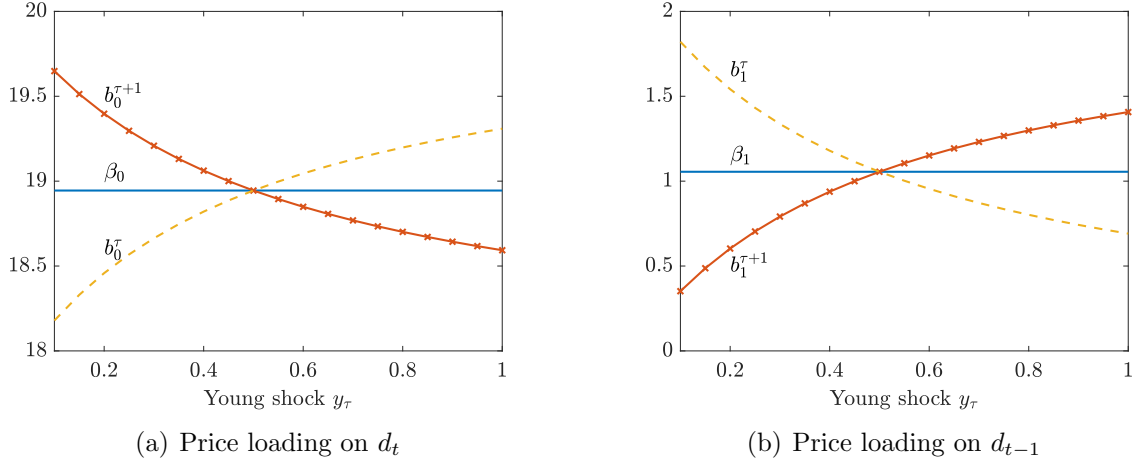 20
19.5
19
18.5
18
b_0^{τ+1}
β_0
b_0^τ
0.2 0.4 0.6 0.8 1
Young shock y_τ
(a) Price loading on d_t
2
1.5
1
0.5
0
b_1^τ
β_1
b_1^{τ+1}
0.2 0.4 0.6 0.8 1
Young shock y_τ
(b) Price loading on d_{t−1}